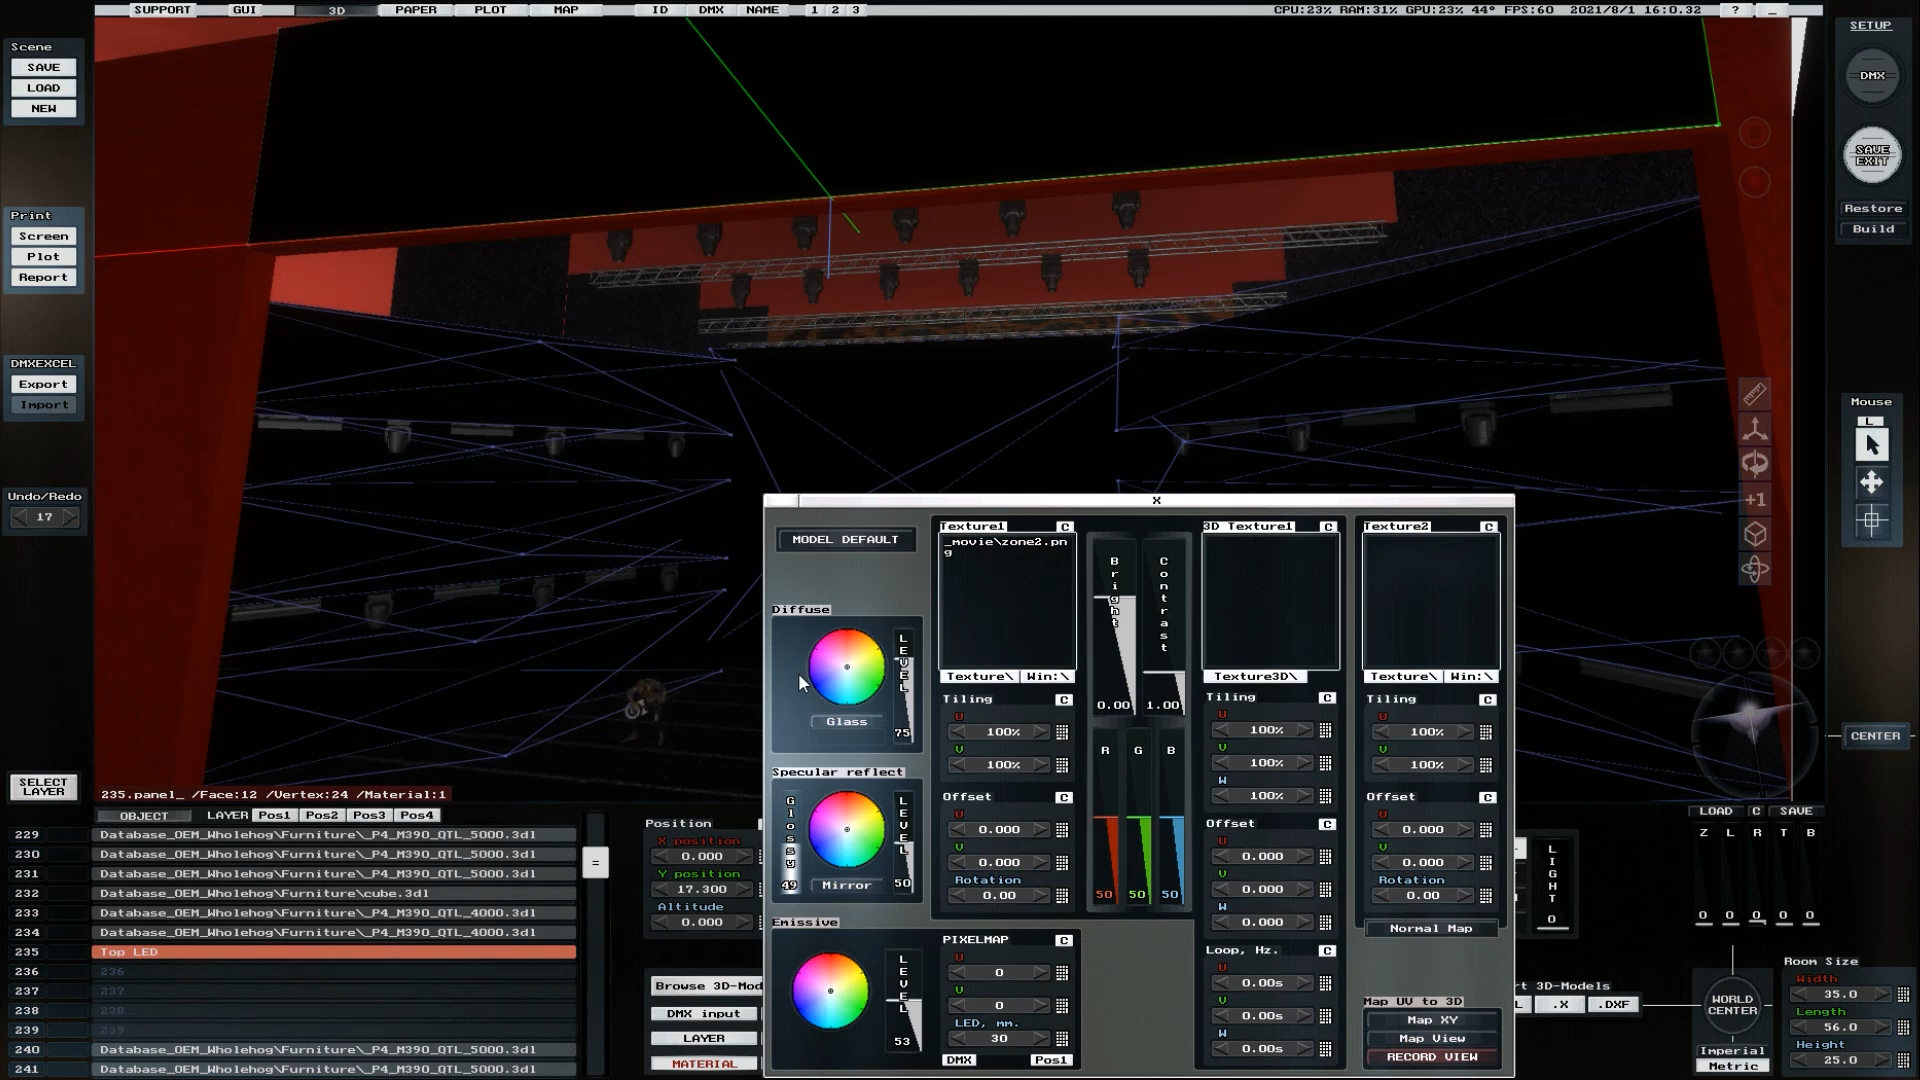 SUPPORT GUI 3D PAPER PLOT MAP ID DMX NAME 1 2 3 CPU:23% RAM:31% GPU:23% 44° FPS:60 2021/8/1 16:0.32 ? _
Scene
SAVE
LOAD
NEW
Print
Screen
Plot
Report
DMXEXCEL
Export
Import
Undo/Redo
17
SELECT
LAYER
SETUP
DMX
SAVE
EXIT
Restore
Build
Mouse
L
+1
CENTER
235.panel_ /Face:12 /Vertex:24 /Material:1
OBJECT LAYER Pos1 Pos2 Pos3 Pos4
229 Database_OEM_Wholehog\Furniture\_P4_M390_QTL_5000.3dl
230 Database_OEM_Wholehog\Furniture\_P4_M390_QTL_5000.3dl
231 Database_OEM_Wholehog\Furniture\_P4_M390_QTL_5000.3dl
232 Database_OEM_Wholehog\Furniture\cube.3dl
233 Database_OEM_Wholehog\Furniture\_P4_M390_QTL_4000.3dl
234 Database_OEM_Wholehog\Furniture\_P4_M390_QTL_4000.3dl
235 Top LED
236 236
237 237
238 238
239 239
240 Database_OEM_Wholehog\Furniture\_P4_M390_QTL_5000.3dl
241 Database_OEM_Wholehog\Furniture\_P4_M390_QTL_5000.3dl
=
Position
X position
0.000
Y position
17.300
Altitude
0.000
Browse 3D-Mod
DMX input
LAYER
MATERIAL
X
MODEL DEFAULT
Diffuse
LEVEL
Glass
75
Specular reflect
Glossy
49
LEVEL
Mirror
50
Emissive
LEVEL
53
Texture1 C
_movie\zone2.pn
g
Texture\ Win:\
Tiling C
U
100%
V
100%
Offset C
U
0.000
V
0.000
Rotation
0.00
PIXELMAP C
U
0
V
0
LED, mm.
30
DMX Pos1
Bright
0.00
Contrast
1.00
R G B
50 50 50
3D Texture1 C
Texture3D\
Tiling C
U
100%
V
100%
W
100%
Offset C
U
0.000
V
0.000
W
0.000
Loop, Hz. C
U
0.00s
V
0.00s
W
0.00s
Texture2 C
Texture\ Win:\
Tiling C
U
100%
V
100%
Offset C
U
0.000
V
0.000
Rotation
0.00
Normal Map
Map UV to 3D
Map XY
Map View
RECORD VIEW
LIGHT
0
rt 3D-Models
L .X .DXF
LOAD C SAVE
Z L R T B
0 0 0 0 0
WORLD
CENTER
Imperial
Metric
Room Size
Width
35.0
Length
56.0
Height
25.0